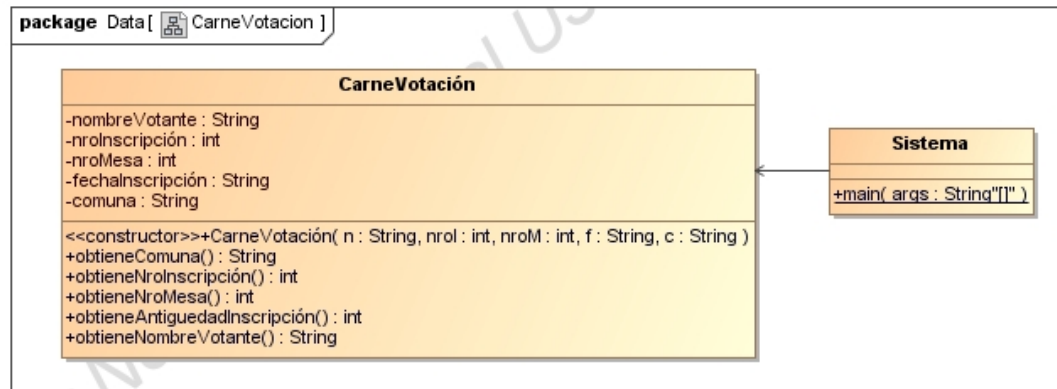 package Data [ CarneVotacion ]
CarneVotación
-nombreVotante : String
-nroInscripción : int
-nroMesa : int
-fechaInscripción : String
-comuna : String
<<constructor>>+CarneVotación( n : String, nroI : int, nroM : int, f : String, c : String )
+obtieneComuna() : String
+obtieneNroInscripción() : int
+obtieneNroMesa() : int
+obtieneAntiguedadInscripción() : int
+obtieneNombreVotante() : String
Sistema
+main( args : String"[]" )